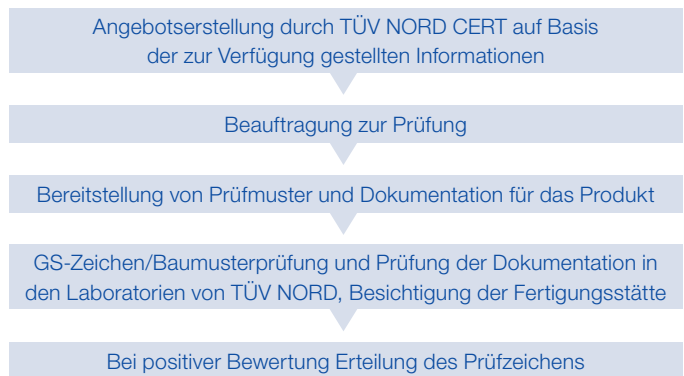 Angebotserstellung durch TÜV NORD CERT auf Basis
der zur Verfügung gestellten Informationen
Beauftragung zur Prüfung
Bereitstellung von Prüfmuster und Dokumentation für das Produkt
GS-Zeichen/Baumusterprüfung und Prüfung der Dokumentation in
den Laboratorien von TÜV NORD, Besichtigung der Fertigungsstätte
Bei positiver Bewertung Erteilung des Prüfzeichens